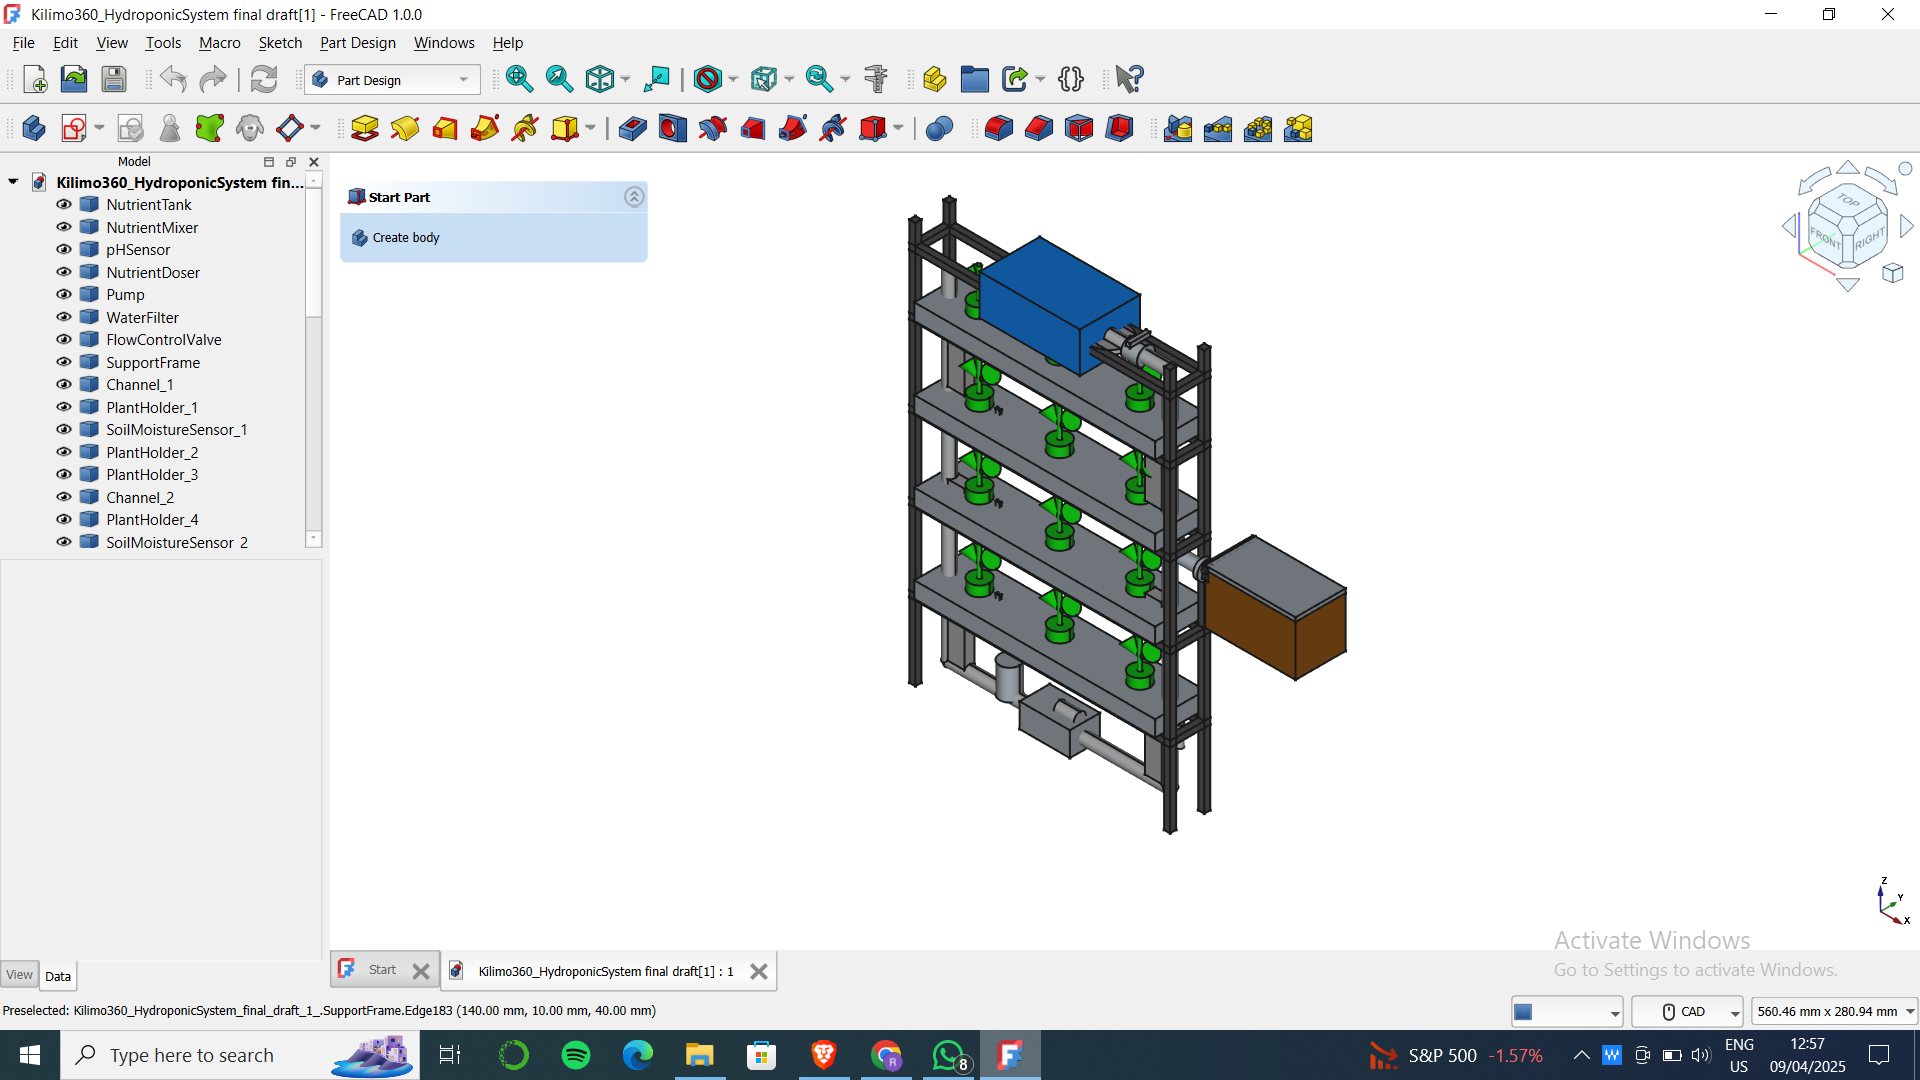 Kilimo360_HydroponicSystem final draft[1] - FreeCAD 1.0.0
File Edit View Tools Macro Sketch Part Design Windows Help
Part Design
Model
Kilimo360_HydroponicSystem fin...
NutrientTank
NutrientMixer
pHSensor
NutrientDoser
Pump
WaterFilter
FlowControlValve
SupportFrame
Channel_1
PlantHolder_1
SoilMoistureSensor_1
PlantHolder_2
PlantHolder_3
Channel_2
PlantHolder_4
SoilMoistureSensor 2
Start Part
Create body
TOP
FRONT
RIGHT
Z
Y
X
View Data
Start
Kilimo360_HydroponicSystem final draft[1] : 1
Activate Windows
Go to Settings to activate Windows.
Preselected: Kilimo360_HydroponicSystem_final_draft_1_.SupportFrame.Edge183 (140.00 mm, 10.00 mm, 40.00 mm)
CAD
560.46 mm x 280.94 mm
Type here to search
R
8
S&P 500 -1.57%
W
ENG
US
12:57
09/04/2025